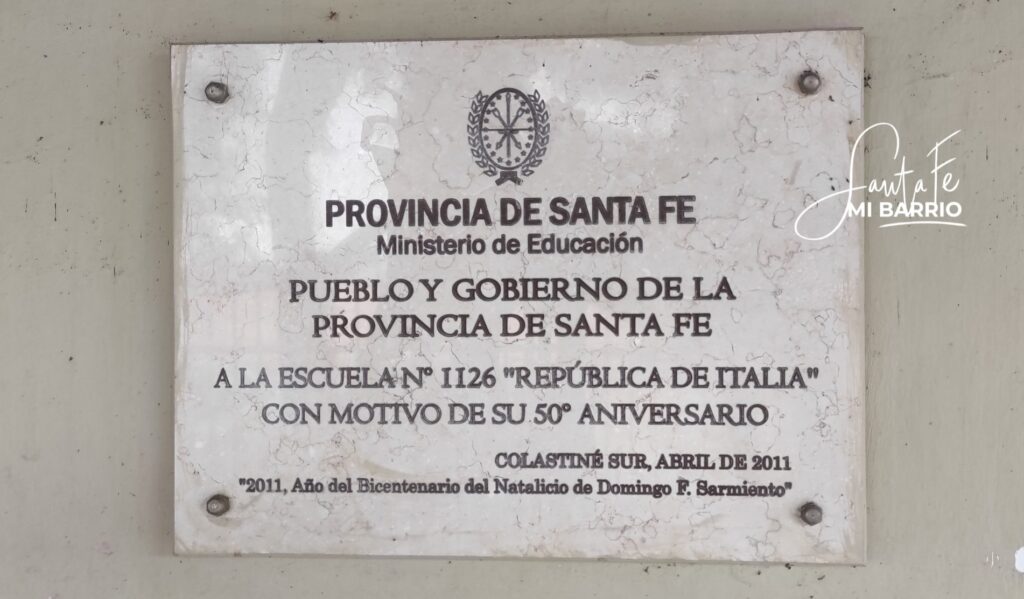 PROVINCIA DE SANTA FE
Ministerio de Educación
PUEBLO Y GOBIERNO DE LA
PROVINCIA DE SANTA FE
A LA ESCUELA Nº 1126 "REPÚBLICA DE ITALIA"
CON MOTIVO DE SU 50º ANIVERSARIO
COLASTINÉ SUR, ABRIL DE 2011
"2011, Año del Bicentenario del Natalicio de Domingo F. Sarmiento"
Santa Fe
MI BARRIO